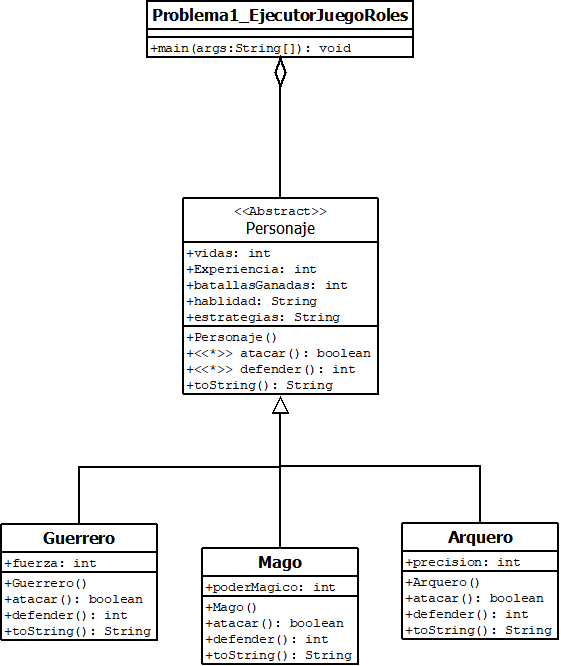 Problema1_EjecutorJuegoRoles
+main(args:String[]): void
<<Abstract>>
Personaje
+vidas: int
+Experiencia: int
+batallasGanadas: int
+hablidad: String
+estrategias: String
+Personaje()
+<<*>> atacar(): boolean
+<<*>> defender(): int
+toString(): String
Guerrero
+fuerza: int
+Guerrero()
+atacar(): boolean
+defender(): int
+toString(): String
Mago
+poderMagico: int
+Mago()
+atacar(): boolean
+defender(): int
+toString(): String
Arquero
+precision: int
+Arquero()
+atacar(): boolean
+defender(): int
+toString(): String